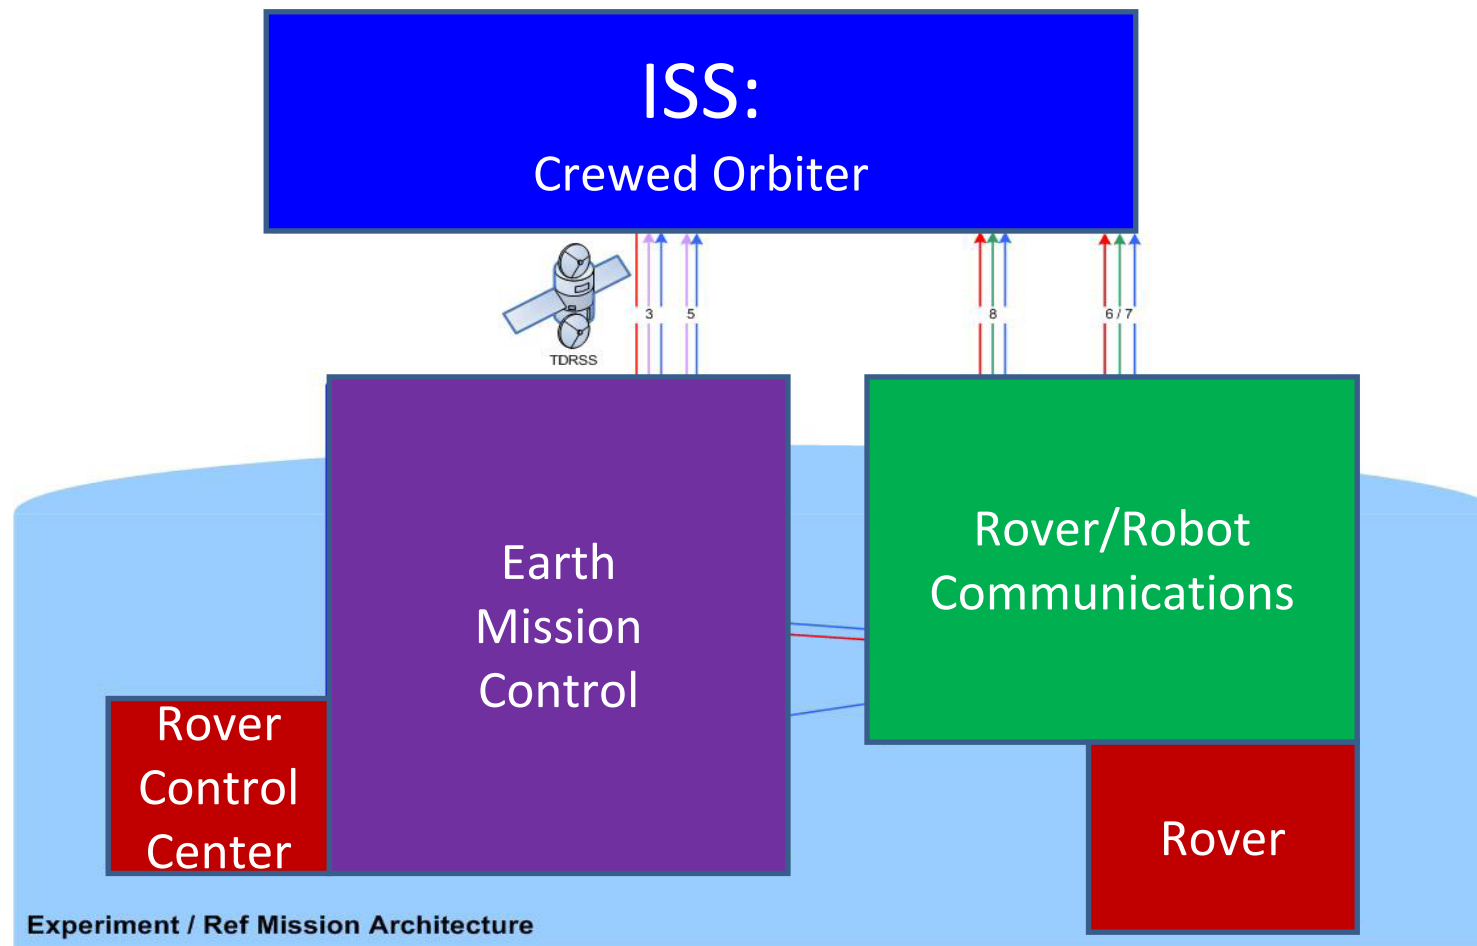 ISS:
Crewed Orbiter
3
5
8
6 / 7
TDRSS
Earth
Mission
Control
Rover/Robot
Communications
Rover
Control
Center
Rover
Experiment / Ref Mission Architecture